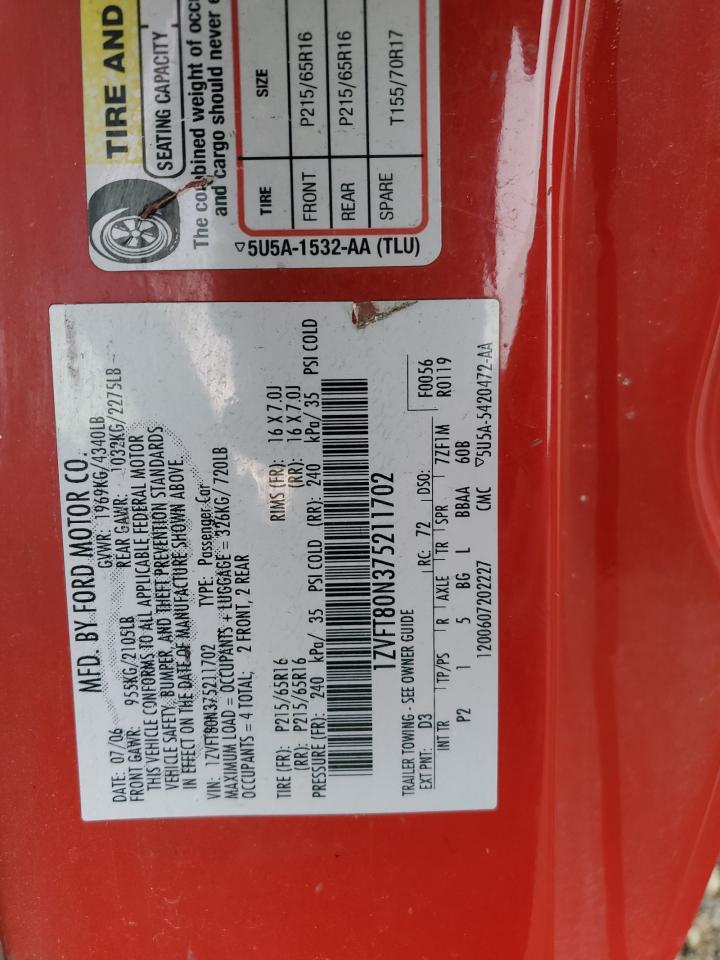 TIRE AND
SEATING CAPACITY
The combined weight of occ
and cargo should never e
TIRE SIZE
FRONT P215/65R16
REAR P215/65R16
SPARE T155/70R17
5U5A-1532-AA (TLU)
MFD. BY FORD MOTOR CO.
DATE: 07/06 GVWR: 1969KG/4340LB
FRONT GAWR: 955KG/2105LB REAR GAWR: 1032KG/2275LB
THIS VEHICLE CONFORMS TO ALL APPLICABLE FEDERAL MOTOR
VEHICLE SAFETY, BUMPER, AND THEFT PREVENTION STANDARDS
IN EFFECT ON THE DATE OF MANUFACTURE SHOWN ABOVE.
VIN: 1ZVFT80N375211702 TYPE: Passenger Car
MAXIMUM LOAD = OCCUPANTS + LUGGAGE = 326KG/720LB
OCCUPANTS = 4 TOTAL; 2 FRONT, 2 REAR
TIRE (FR): P215/65R16 RIMS (FR): 16 X 7.0J
(RR): P215/65R16 (RR): 16 X 7.0J
PRESSURE (FR): 240 kPa/ 35 PSI COLD (RR): 240 kPa/ 35 PSI COLD
1ZVFT80N375211702
TRAILER TOWING - SEE OWNER GUIDE F0056
EXT PNT: D3 RC: 72 DSO: R0119
INT TR TP/PS R AXLE TR SPR 7ZF1M
P2 1 5 BG L BBAA 60B
1200607202227 CMC 5U5A-5420472-AA